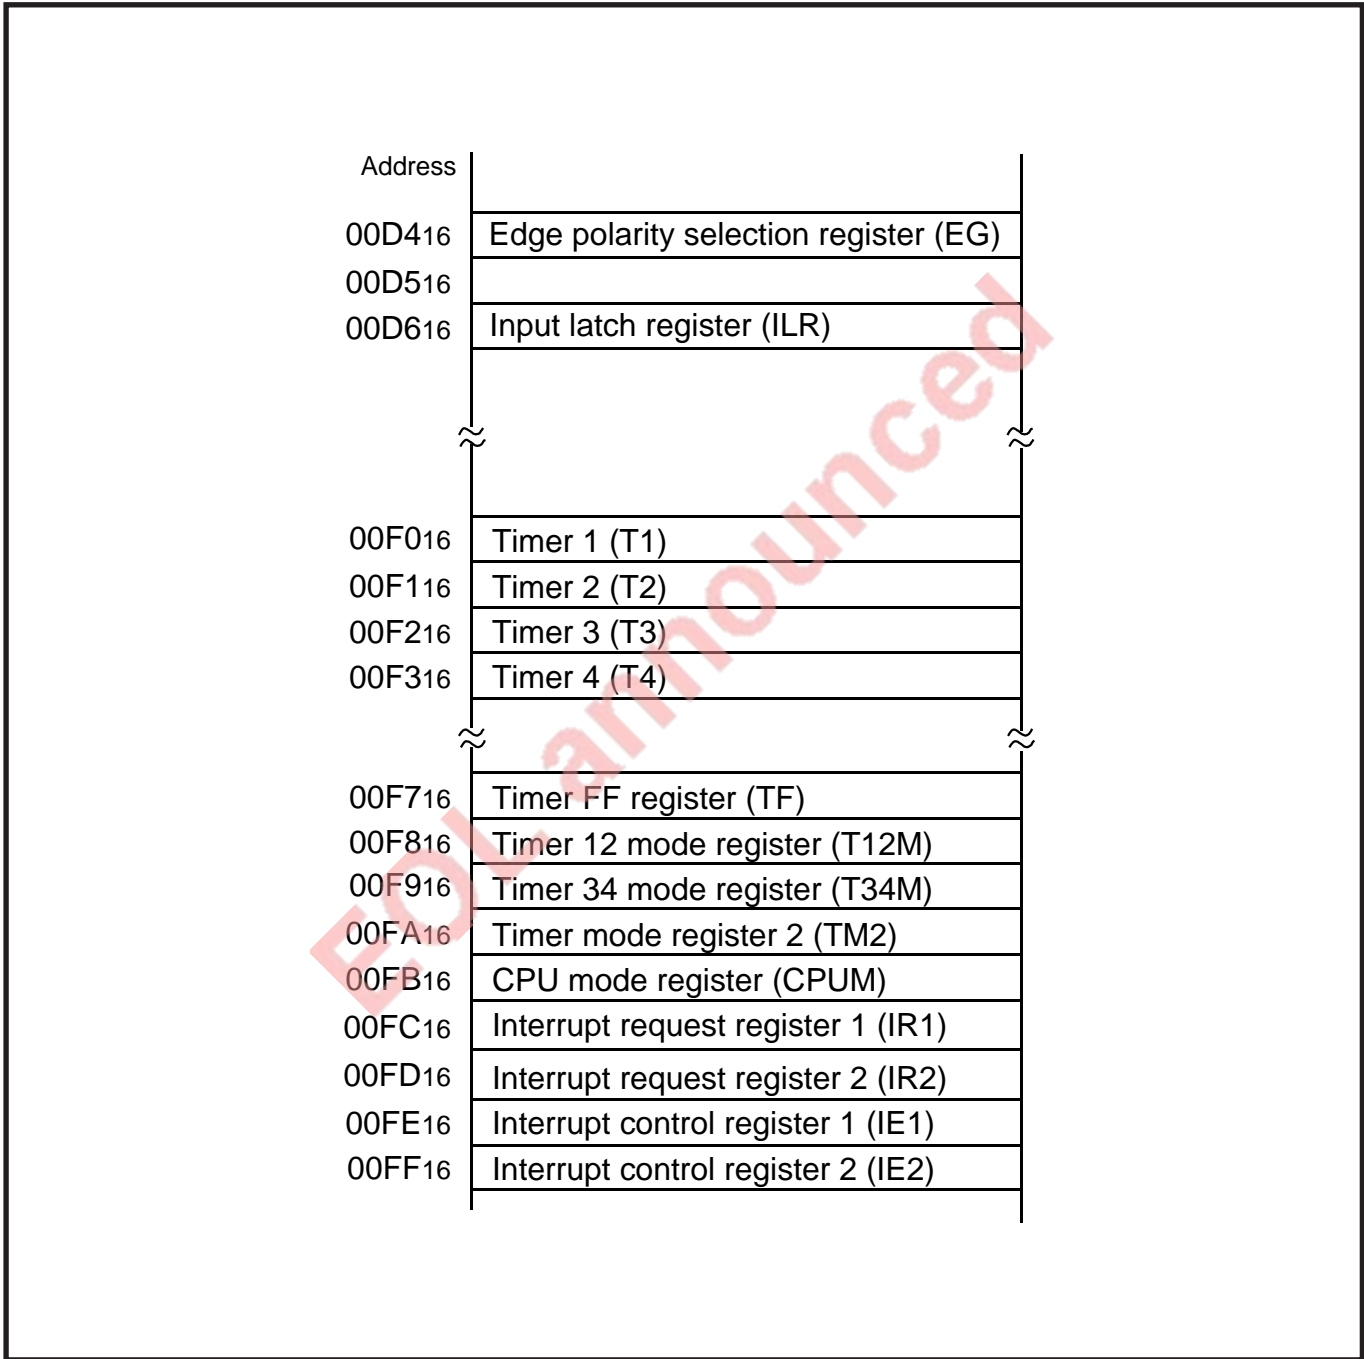 Address
00D416 Edge polarity selection register (EG)
00D516
00D616 Input latch register (ILR)
00F016 Timer 1 (T1)
00F116 Timer 2 (T2)
00F216 Timer 3 (T3)
00F316 Timer 4 (T4)
00F716 Timer FF register (TF)
00F816 Timer 12 mode register (T12M)
00F916 Timer 34 mode register (T34M)
00FA16 Timer mode register 2 (TM2)
00FB16 CPU mode register (CPUM)
00FC16 Interrupt request register 1 (IR1)
00FD16 Interrupt request register 2 (IR2)
00FE16 Interrupt control register 1 (IE1)
00FF16 Interrupt control register 2 (IE2)
EOL announced